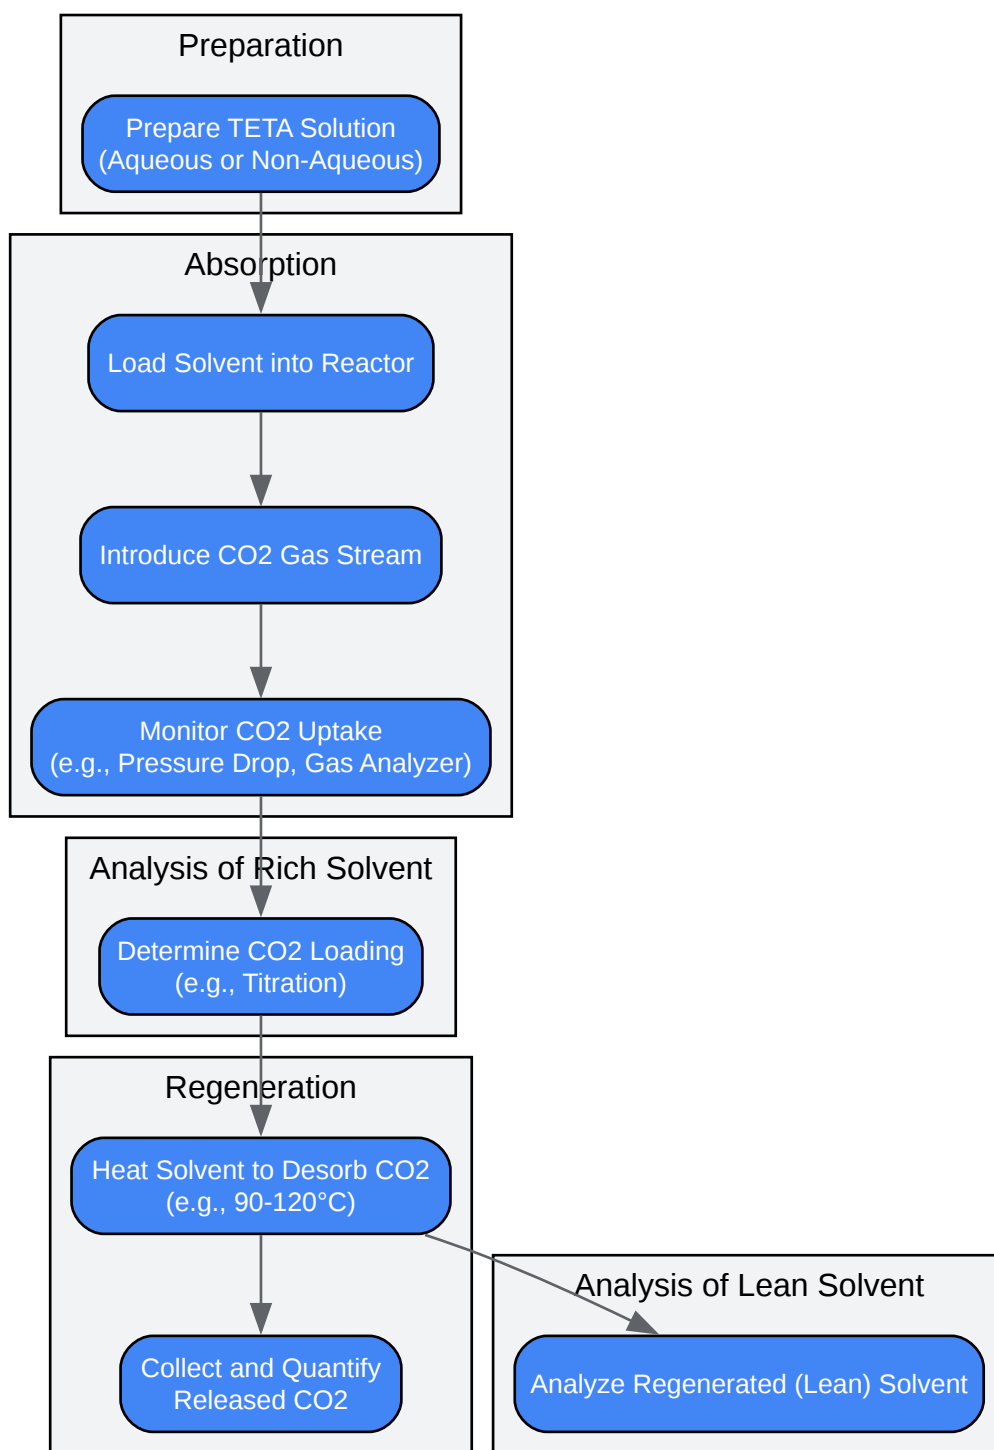 Preparation
Prepare TETA Solution
(Aqueous or Non-Aqueous)
Absorption
Load Solvent into Reactor
Introduce CO2 Gas Stream
Monitor CO2 Uptake
(e.g., Pressure Drop, Gas Analyzer)
Analysis of Rich Solvent
Determine CO2 Loading
(e.g., Titration)
Regeneration
Heat Solvent to Desorb CO2
(e.g., 90-120°C)
Collect and Quantify
Released CO2
Analysis of Lean Solvent
Analyze Regenerated (Lean) Solvent